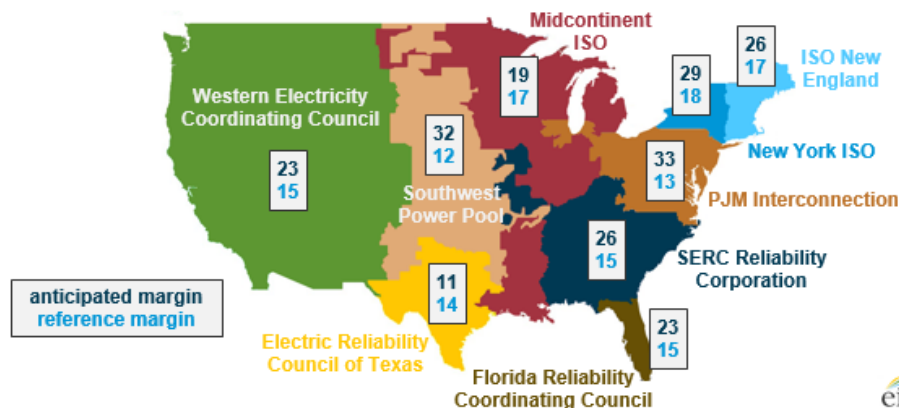 Midcontinent
ISO
26
17
ISO New
England
29
18
19
17
Western Electricity
Coordinating Council
New York ISO
32
12
33
13
23
15
Southwest
Power Pool
PJM Interconnection
26
15
SERC Reliability
Corporation
11
14
anticipated margin
reference margin
23
15
Electric Reliability
Council of Texas
Florida Reliability
Coordinating Council